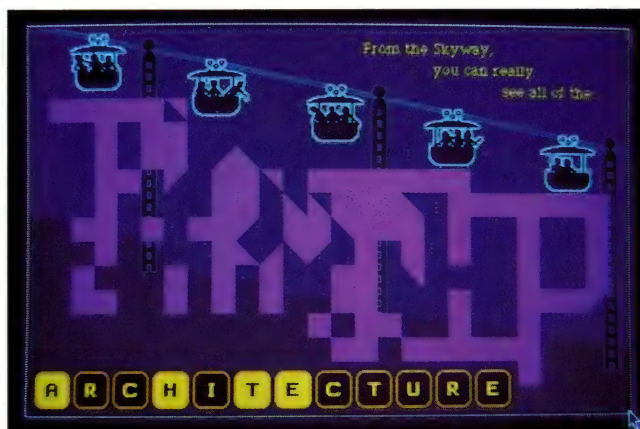 From the Skyway,
you can really
see all of the
ARCHITECTURE